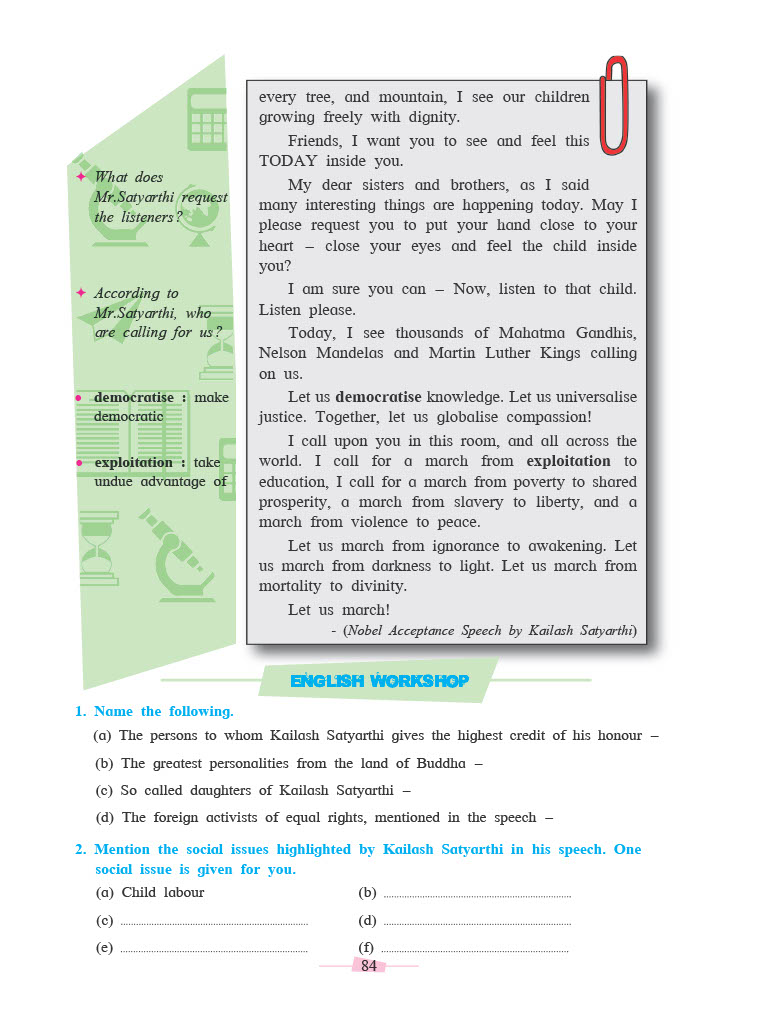 every tree, and mountain, I see our children
growing freely with dignity.
Friends, I want you to see and feel this
TODAY inside you.
My dear sisters and brothers, as I said
many interesting things are happening today. May I
please request you to put your hand close to your
heart – close your eyes and feel the child inside
you?
I am sure you can – Now, listen to that child.
Listen please.
Today, I see thousands of Mahatma Gandhis,
Nelson Mandelas and Martin Luther Kings calling
on us.
Let us democratise knowledge. Let us universalise
justice. Together, let us globalise compassion!
I call upon you in this room, and all across the
world. I call for a march from exploitation to
education, I call for a march from poverty to shared
prosperity, a march from slavery to liberty, and a
march from violence to peace.
Let us march from ignorance to awakening. Let
us march from darkness to light. Let us march from
mortality to divinity.
Let us march!
- (Nobel Acceptance Speech by Kailash Satyarthi)
✦ What does
Mr.Satyarthi request
the listeners?
✦ According to
Mr.Satyarthi, who
are calling for us?
• democratise : make
democratic
• exploitation : take
undue advantage of
ENGLISH WORKSHOP
1. Name the following.
(a) The persons to whom Kailash Satyarthi gives the highest credit of his honour –
(b) The greatest personalities from the land of Buddha –
(c) So called daughters of Kailash Satyarthi –
(d) The foreign activists of equal rights, mentioned in the speech –
2. Mention the social issues highlighted by Kailash Satyarthi in his speech. One
social issue is given for you.
(a) Child labour (b) ....................
(c) .................... (d) ....................
(e) .................... (f) ....................
84